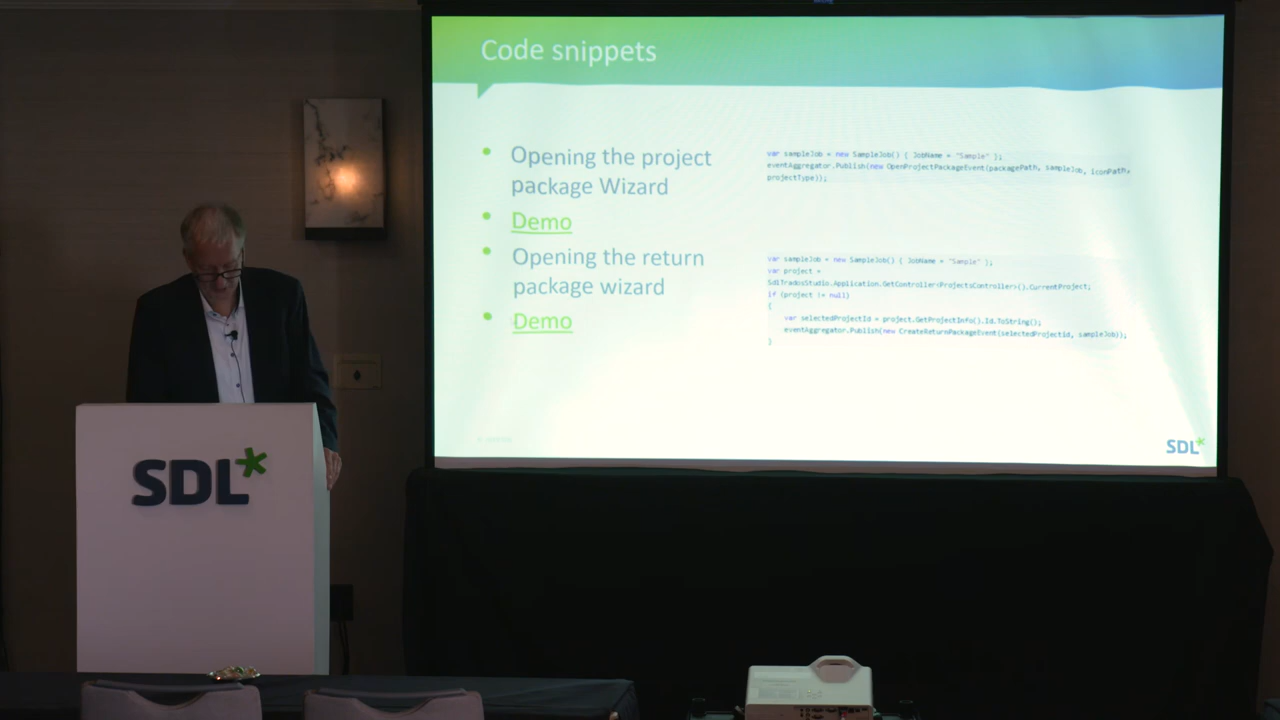 Code snippets
Opening the project
package Wizard
Demo
Opening the return
package wizard
Demo
var sampleJob = new SampleJob() { JobName = "Sample" };
eventAggregator.Publish(new OpenProjectPackageEvent(packagePath, sampleJob, iconPath,
projectType));
var sampleJob = new SampleJob() { JobName = "Sample" };
var project =
SdlTradosStudio.Application.GetController<ProjectsController>().CurrentProject;
if (project != null)
{
var selectedProjectId = project.GetProjectInfo().Id.ToString();
eventAggregator.Publish(new CreateReturnPackageEvent(selectedProjectId, sampleJob));
}
SDL*
SDL*